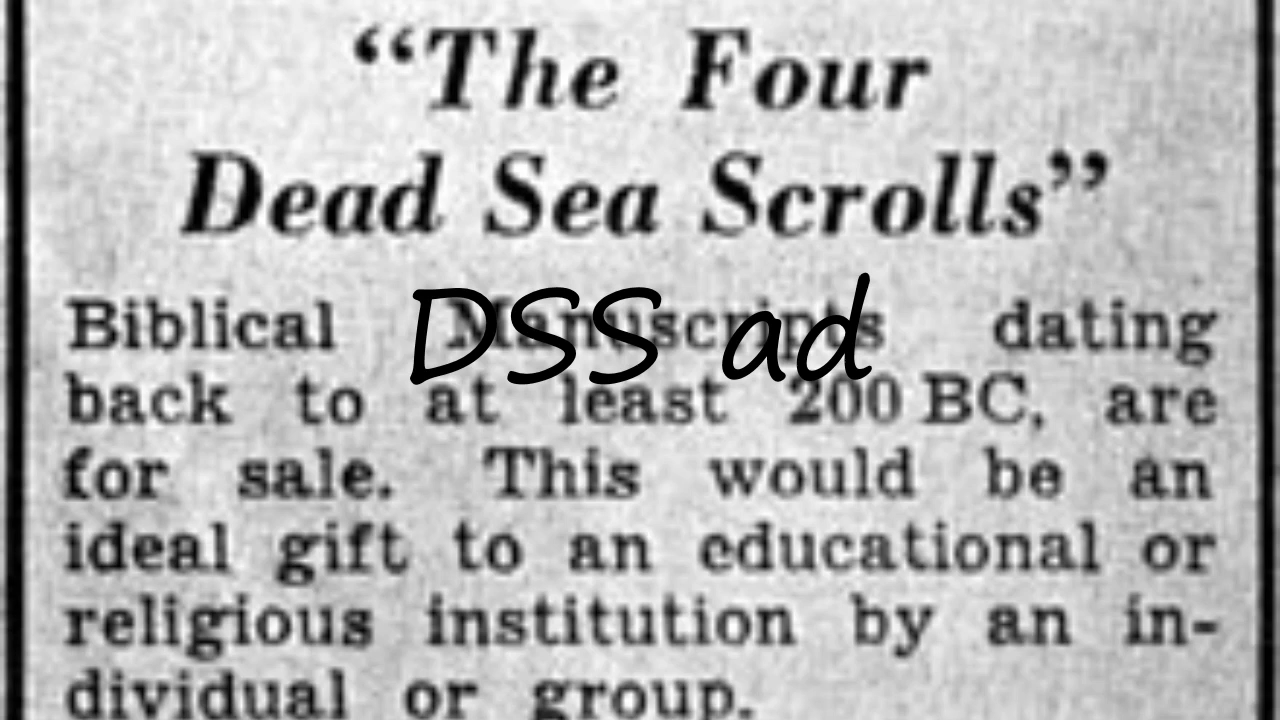 “The Four
Dead Sea Scrolls”
DSS ad
Biblical Manuscripts dating
back to at least 200 BC, are
for sale. This would be an
ideal gift to an educational or
religious institution by an in-
dividual or group.